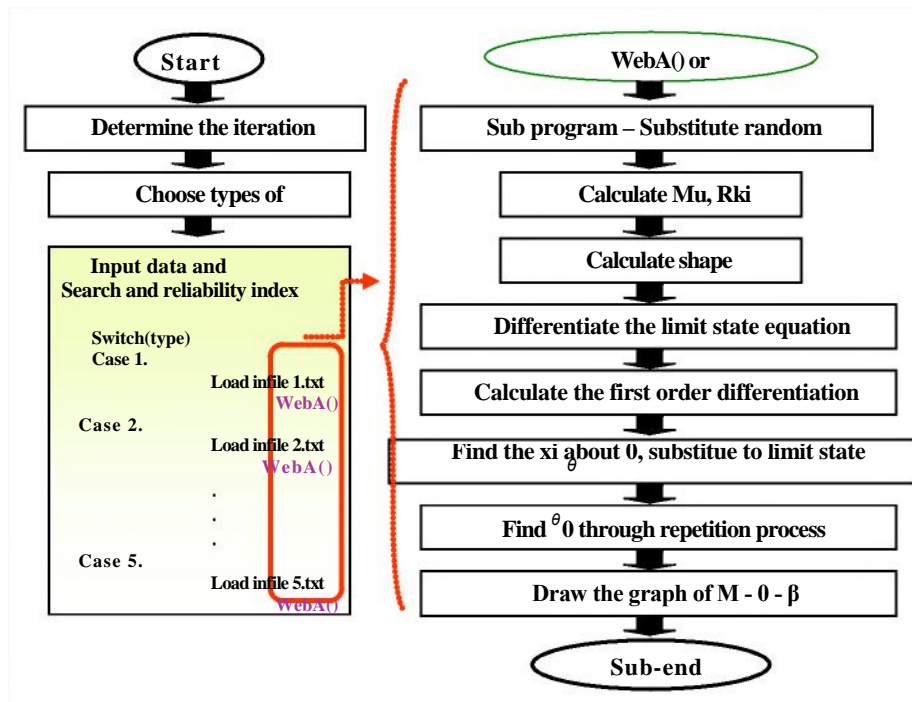 Start
Determine the iteration
Choose types of
Input data and
Search and reliability index
Switch(type)
Case 1.
Load infile 1.txt
WebA()
Case 2.
Load infile 2.txt
WebA()
.
.
.
Case 5.
Load infile 5.txt
WebA()
WebA() or
Sub program – Substitute random
Calculate Mu, Rki
Calculate shape
Differentiate the limit state equation
Calculate the first order differentiation
Find the xi about 0, substitue to limit state
θ
Find θ0 through repetition process
Draw the graph of M - 0 - β
Sub-end